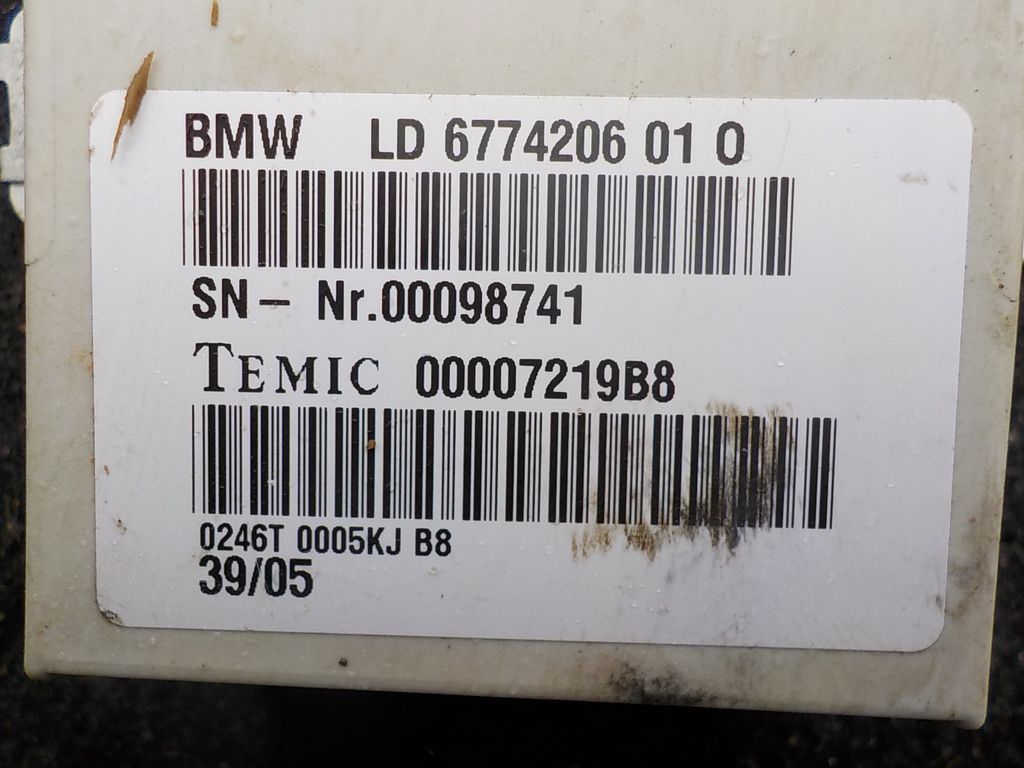 BMW LD 6774206 01 0
SN – Nr.00098741
TEMIC 00007219B8
0246T 0005KJ B8
39/05